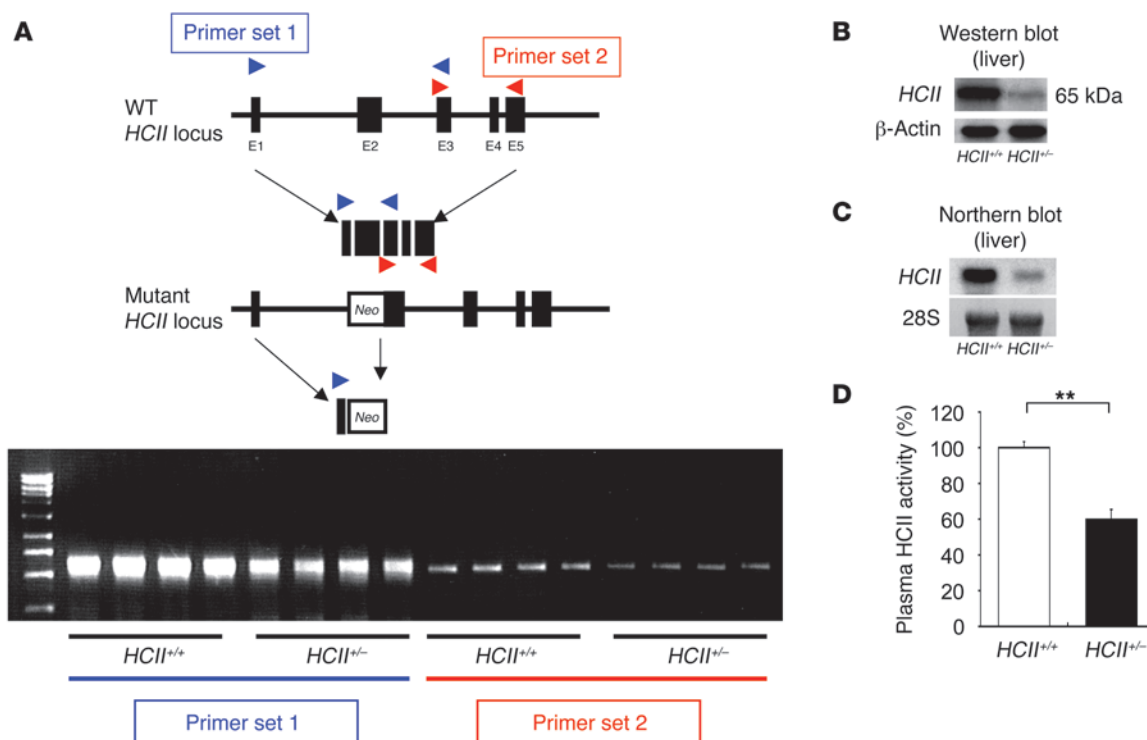 A
Primer set 1
Primer set 2
WT
HCII locus
E1 E2 E3 E4 E5
Mutant
HCII locus
Neo
Neo
HCII+/+ HCII+/– HCII+/+ HCII+/–
Primer set 1 Primer set 2
B
Western blot
(liver)
HCII 65 kDa
β-Actin
HCII+/+ HCII+/–
C
Northern blot
(liver)
HCII
28S
HCII+/+ HCII+/–
D
**
Plasma HCII activity (%)
120
100
80
60
40
20
0
HCII+/+ HCII+/–